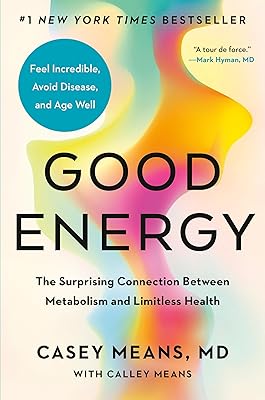 #1 NEW YORK TIMES BESTSELLER
Feel Incredible,
Avoid Disease,
and Age Well
"A tour de force."
—Mark Hyman, MD
GOOD
ENERGY
The Surprising Connection Between
Metabolism and Limitless Health
CASEY MEANS, MD
WITH CALLEY MEANS